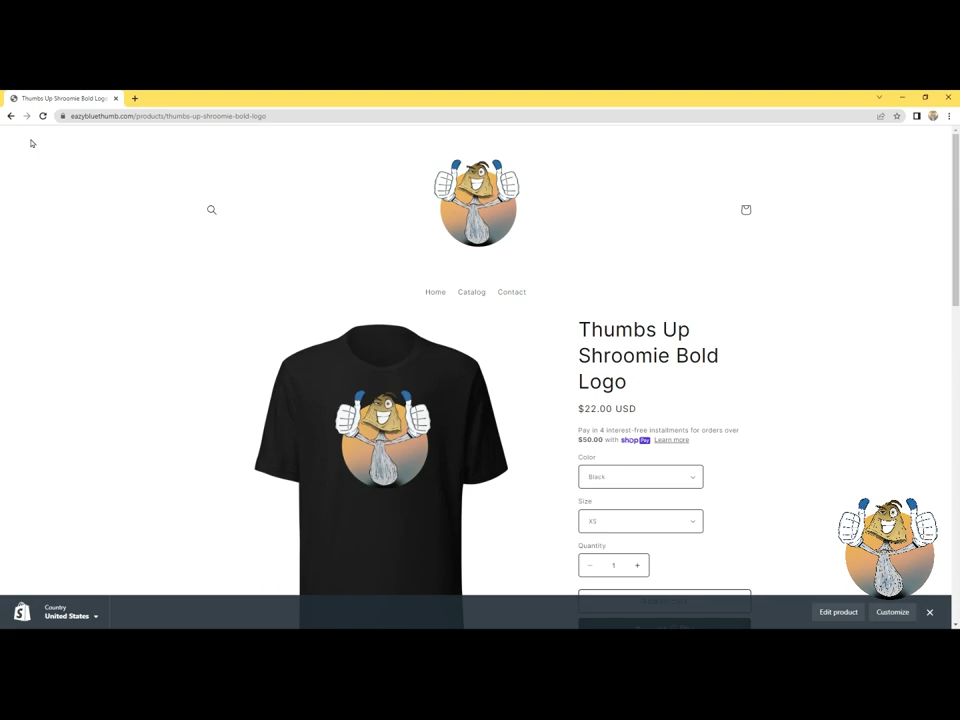 Thumbs Up Shroomie Bold Logo
eazybluethumb.com/products/thumbs-up-shroomie-bold-logo
Home Catalog Contact
Thumbs Up
Shroomie Bold
Logo
$22.00 USD
Pay in 4 interest-free installments for orders over
$50.00 with shop Pay Learn more
Color
Black
Size
XS
Quantity
− 1 +
Country
United States
Edit product
Customize